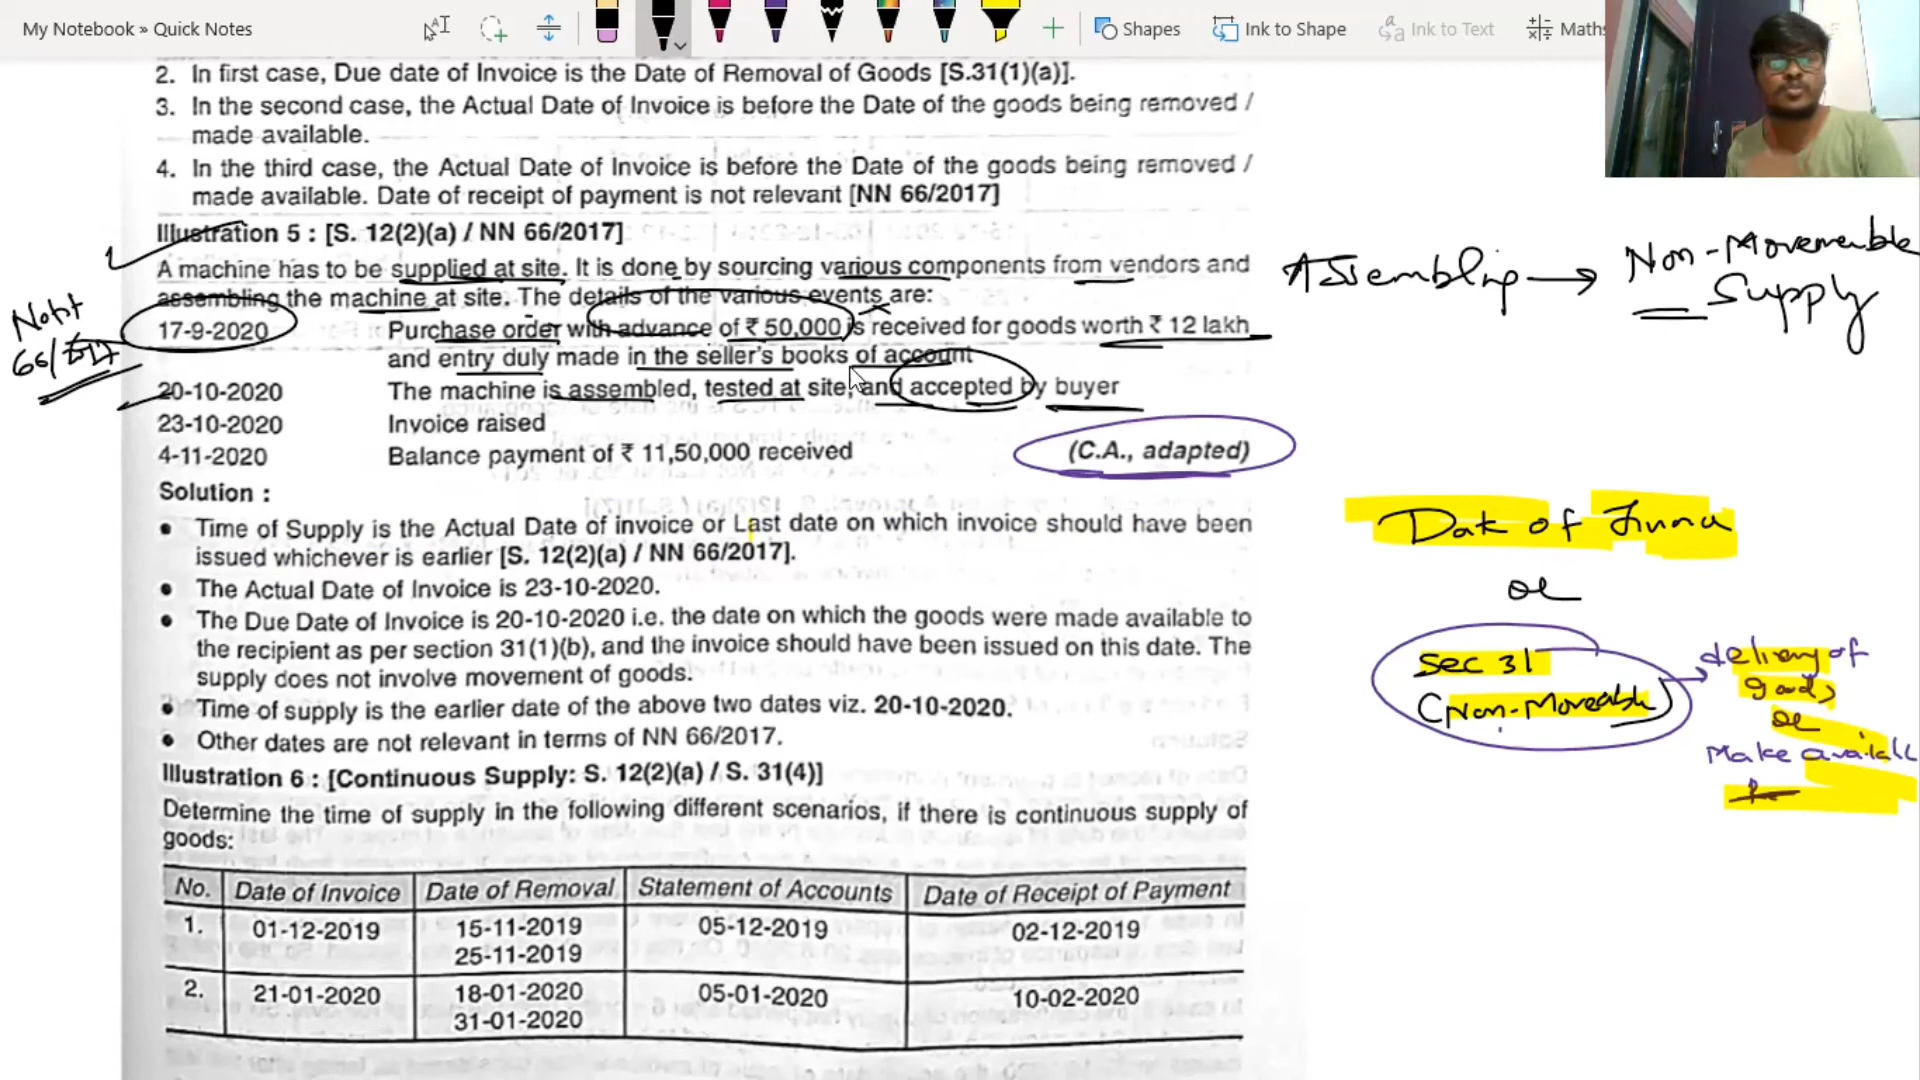 My Notebook » Quick Notes
Shapes
Ink to Shape
Ink to Text
Maths
2. In first case, Due date of Invoice is the Date of Removal of Goods [S.31(1)(a)].
3. In the second case, the Actual Date of Invoice is before the Date of the goods being removed /
made available.
4. In the third case, the Actual Date of Invoice is before the Date of the goods being removed /
made available. Date of receipt of payment is not relevant [NN 66/2017]
Illustration 5 : [S. 12(2)(a) / NN 66/2017]
A machine has to be supplied at site. It is done by sourcing various components from vendors and
assembling the machine at site. The details of the various events are:
17-9-2020 Purchase order with advance of ₹ 50,000 is received for goods worth ₹ 12 lakh
and entry duly made in the seller's books of account
20-10-2020 The machine is assembled, tested at site, and accepted by buyer
23-10-2020 Invoice raised
4-11-2020 Balance payment of ₹ 11,50,000 received (C.A., adapted)
Solution :
• Time of Supply is the Actual Date of invoice or Last date on which invoice should have been
issued whichever is earlier [S. 12(2)(a) / NN 66/2017].
• The Actual Date of Invoice is 23-10-2020.
• The Due Date of Invoice is 20-10-2020 i.e. the date on which the goods were made available to
the recipient as per section 31(1)(b), and the invoice should have been issued on this date. The
supply does not involve movement of goods.
• Time of supply is the earlier date of the above two dates viz. 20-10-2020.
• Other dates are not relevant in terms of NN 66/2017.
Illustration 6 : [Continuous Supply: S. 12(2)(a) / S. 31(4)]
Determine the time of supply in the following different scenarios, if there is continuous supply of
goods:
No. Date of Invoice Date of Removal Statement of Accounts Date of Receipt of Payment
1. 01-12-2019 15-11-2019 05-12-2019 02-12-2019
25-11-2019
2. 21-01-2020 18-01-2020 05-01-2020 10-02-2020
31-01-2020
Assembling → Non-Movemeable
Supply
Date of
or
Sec 31
(Non-Moveable)
delivery of
goods
or
Make